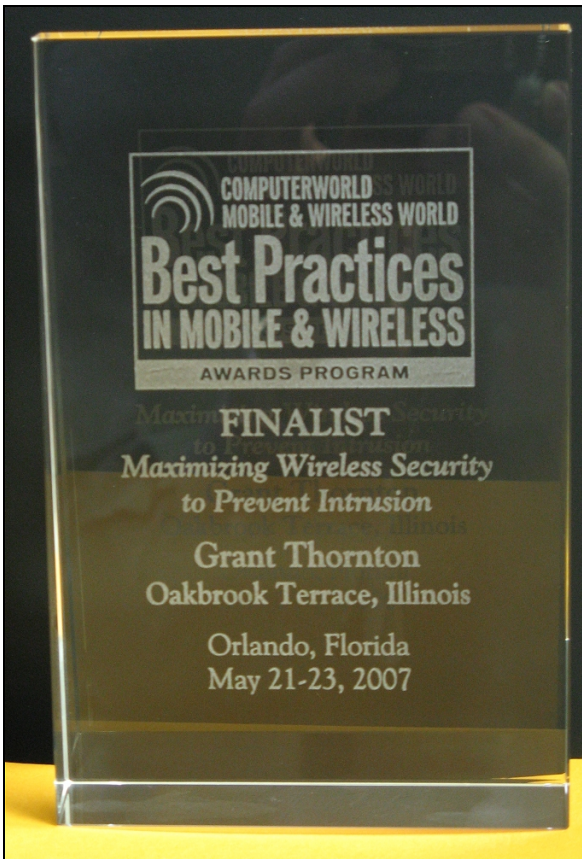 COMPUTERWORLD
MOBILE & WIRELESS WORLD
Best Practices
IN MOBILE & WIRELESS
AWARDS PROGRAM
FINALIST
Maximizing Wireless Security
to Prevent Intrusion
Grant Thornton
Oakbrook Terrace, Illinois
Orlando, Florida
May 21-23, 2007